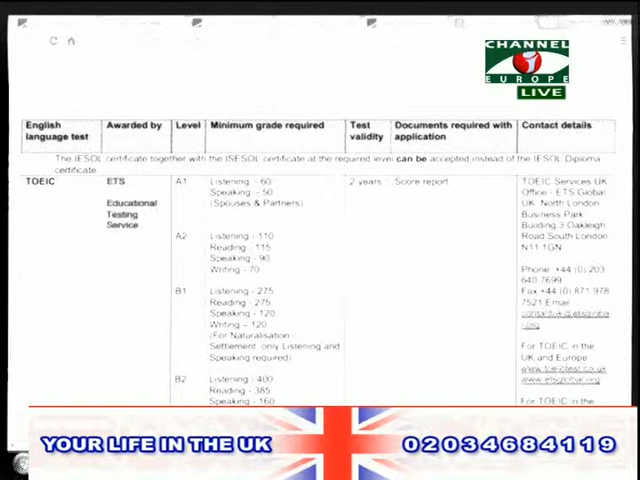 CHANNEL
i
EUROPE
LIVE
English language test
Awarded by
Level
Minimum grade required
Test validity
Documents required with application
Contact details
The IESOL certificate together with the ISESOL certificate at the required level can be accepted instead of the IESOL Diploma
certificate
TOEIC
ETS
Educational
Testing
Service
A1
Listening - 60
Speaking - 50
(Spouses & Partners)
A2
Listening - 110
Reading - 115
Speaking - 90
Writing - 70
B1
Listening - 275
Reading - 275
Speaking - 120
Writing - 120
(For Naturalisation
Settlement only Listening and
Speaking required)
B2
Listening - 400
Reading - 385
Speaking - 160
2 years
Score report
TOEIC Services UK
Office - ETS Global
UK North London
Business Park
Building 3 Oakleigh
Road South London
N11 1GN
Phone +44 (0) 203
640 7699
Fax +44 (0) 871 978
7521 Email
For TOEIC in the
UK and Europe
www.toeictest.co.uk
www.etsglobal.org
For TOEIC in the
YOUR LIFE IN THE UK
02034684119